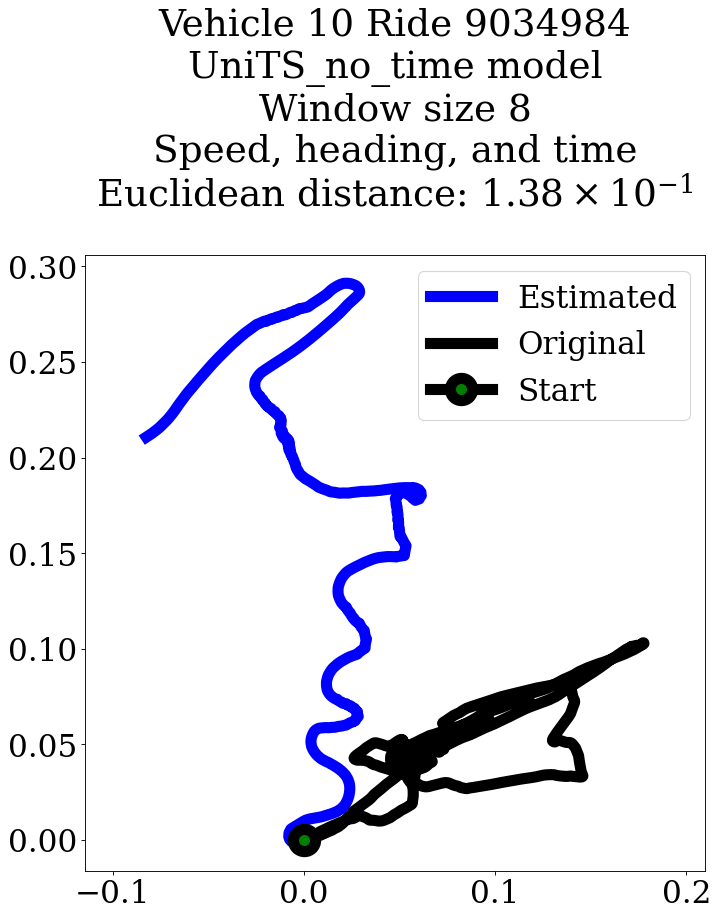 Vehicle 10 Ride 9034984
UniTS_no_time model
Window size 8
Speed, heading, and time
Euclidean distance: 1.38 × 10⁻¹
0.30
0.25
0.20
0.15
0.10
0.05
0.00
−0.1
0.0
0.1
0.2
Estimated
Original
Start